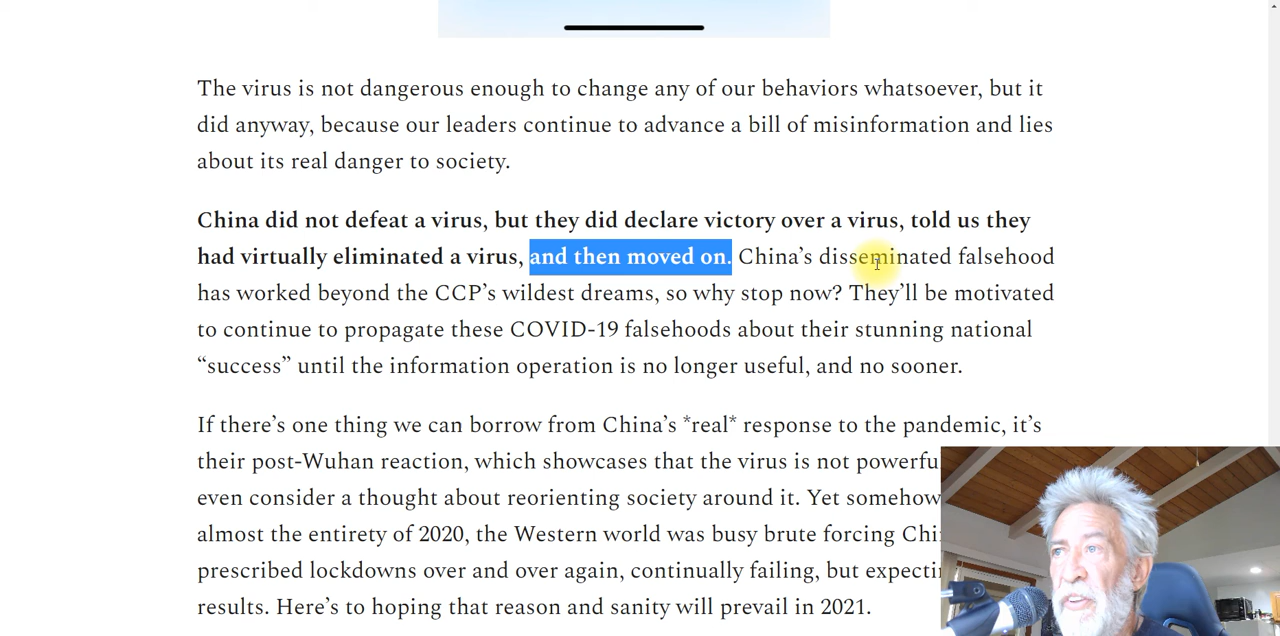 The virus is not dangerous enough to change any of our behaviors whatsoever, but it
did anyway, because our leaders continue to advance a bill of misinformation and lies
about its real danger to society.
China did not defeat a virus, but they did declare victory over a virus, told us they
had virtually eliminated a virus, and then moved on. China’s disseminated falsehood
has worked beyond the CCP’s wildest dreams, so why stop now? They’ll be motivated
to continue to propagate these COVID-19 falsehoods about their stunning national
“success” until the information operation is no longer useful, and no sooner.
If there’s one thing we can borrow from China’s *real* response to the pandemic, it’s
their post-Wuhan reaction, which showcases that the virus is not powerfu
even consider a thought about reorienting society around it. Yet somehow
almost the entirety of 2020, the Western world was busy brute forcing Chi
prescribed lockdowns over and over again, continually failing, but expecti
results. Here’s to hoping that reason and sanity will prevail in 2021.